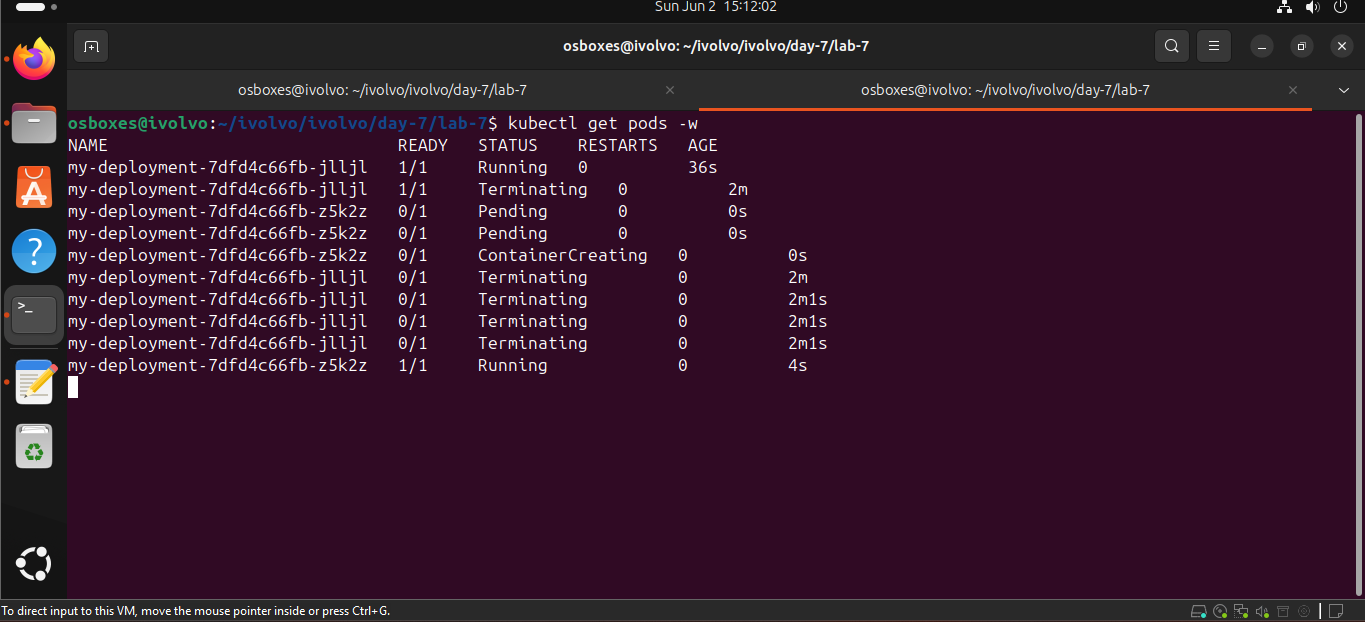 Sun Jun 2 15:12:02
osboxes@ivolvo: ~/ivolvo/ivolvo/day-7/lab-7
osboxes@ivolvo: ~/ivolvo/ivolvo/day-7/lab-7
osboxes@ivolvo: ~/ivolvo/ivolvo/day-7/lab-7
osboxes@ivolvo:~/ivolvo/ivolvo/day-7/lab-7$ kubectl get pods -w
NAME READY STATUS RESTARTS AGE
my-deployment-7dfd4c66fb-jlljl 1/1 Running 0 36s
my-deployment-7dfd4c66fb-jlljl 1/1 Terminating 0 2m
my-deployment-7dfd4c66fb-z5k2z 0/1 Pending 0 0s
my-deployment-7dfd4c66fb-z5k2z 0/1 Pending 0 0s
my-deployment-7dfd4c66fb-z5k2z 0/1 ContainerCreating 0 0s
my-deployment-7dfd4c66fb-jlljl 0/1 Terminating 0 2m
my-deployment-7dfd4c66fb-jlljl 0/1 Terminating 0 2m1s
my-deployment-7dfd4c66fb-jlljl 0/1 Terminating 0 2m1s
my-deployment-7dfd4c66fb-jlljl 0/1 Terminating 0 2m1s
my-deployment-7dfd4c66fb-z5k2z 1/1 Running 0 4s
To direct input to this VM, move the mouse pointer inside or press Ctrl+G.